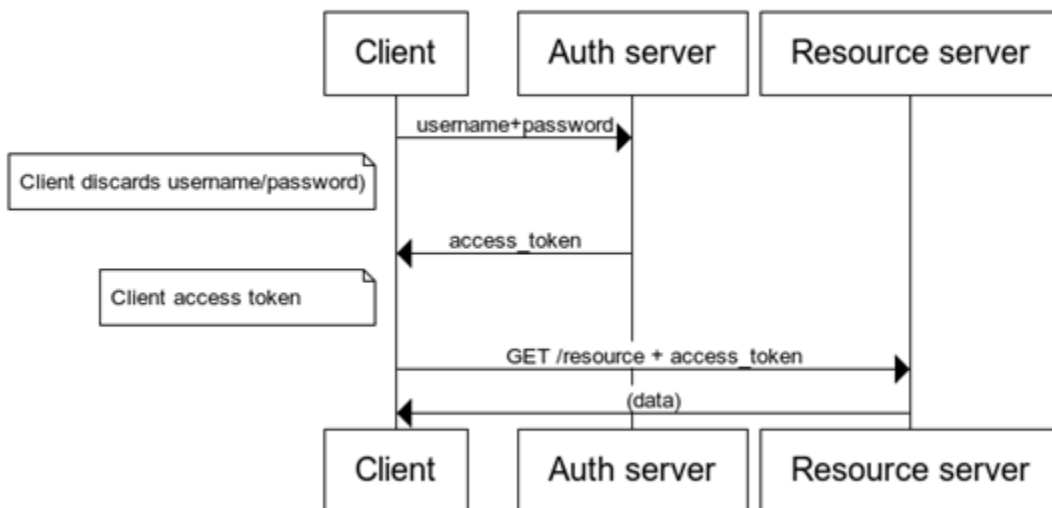 Client
Auth server
Resource server
username+password
Client discards username/password)
access_token
Client access token
GET /resource + access_token
(data)
Client
Auth server
Resource server